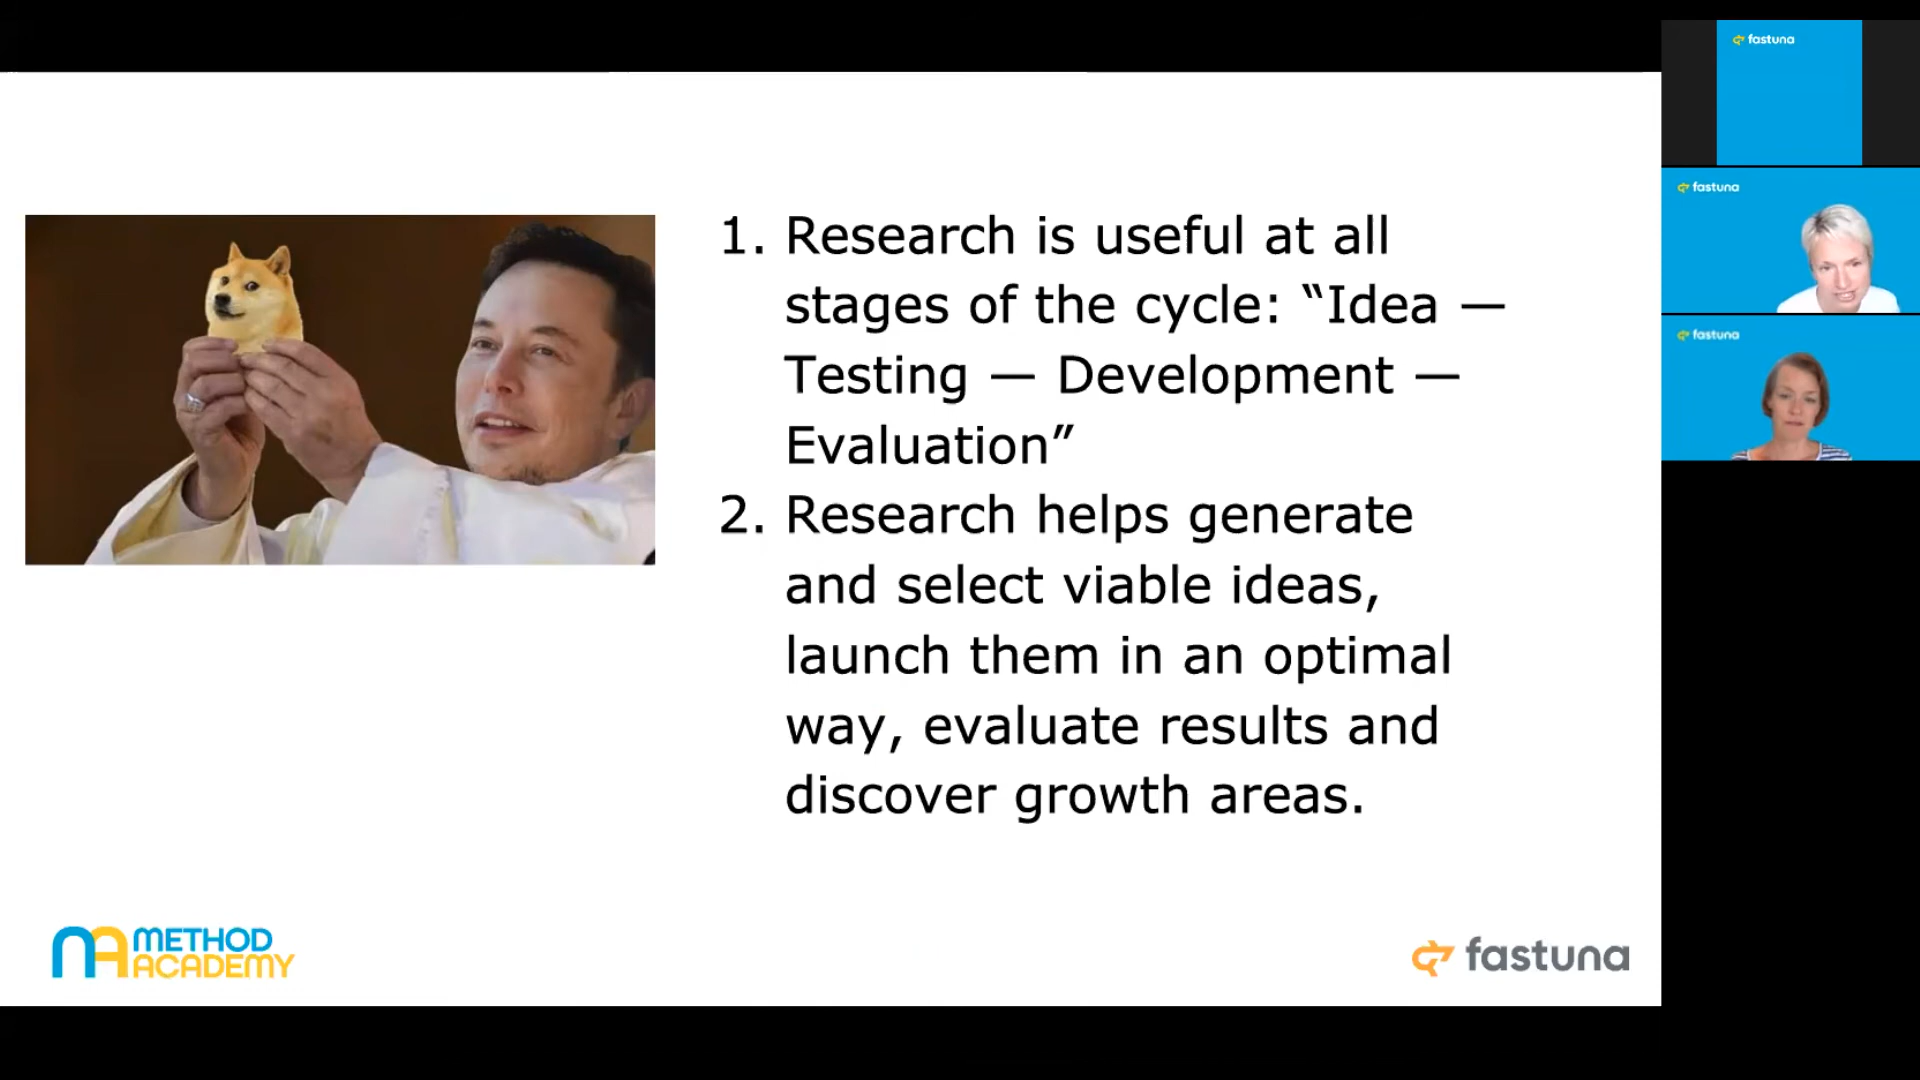 fastuna
fastuna
fastuna
1. Research is useful at all
stages of the cycle: “Idea —
Testing — Development —
Evaluation”
2. Research helps generate
and select viable ideas,
launch them in an optimal
way, evaluate results and
discover growth areas.
METHOD
ACADEMY
fastuna